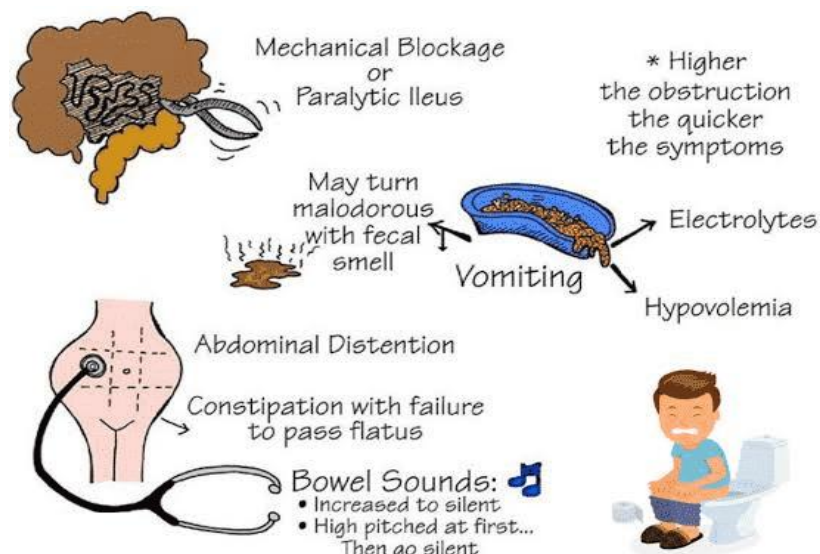 Mechanical Blockage
or
Paralytic Ileus
* Higher
the obstruction
the quicker
the symptoms
May turn
malodorous
with fecal
smell
Vomiting
Electrolytes
Hypovolemia
Abdominal Distention
Constipation with failure
to pass flatus
Bowel Sounds:
• Increased to silent
• High pitched at first...
Then go silent